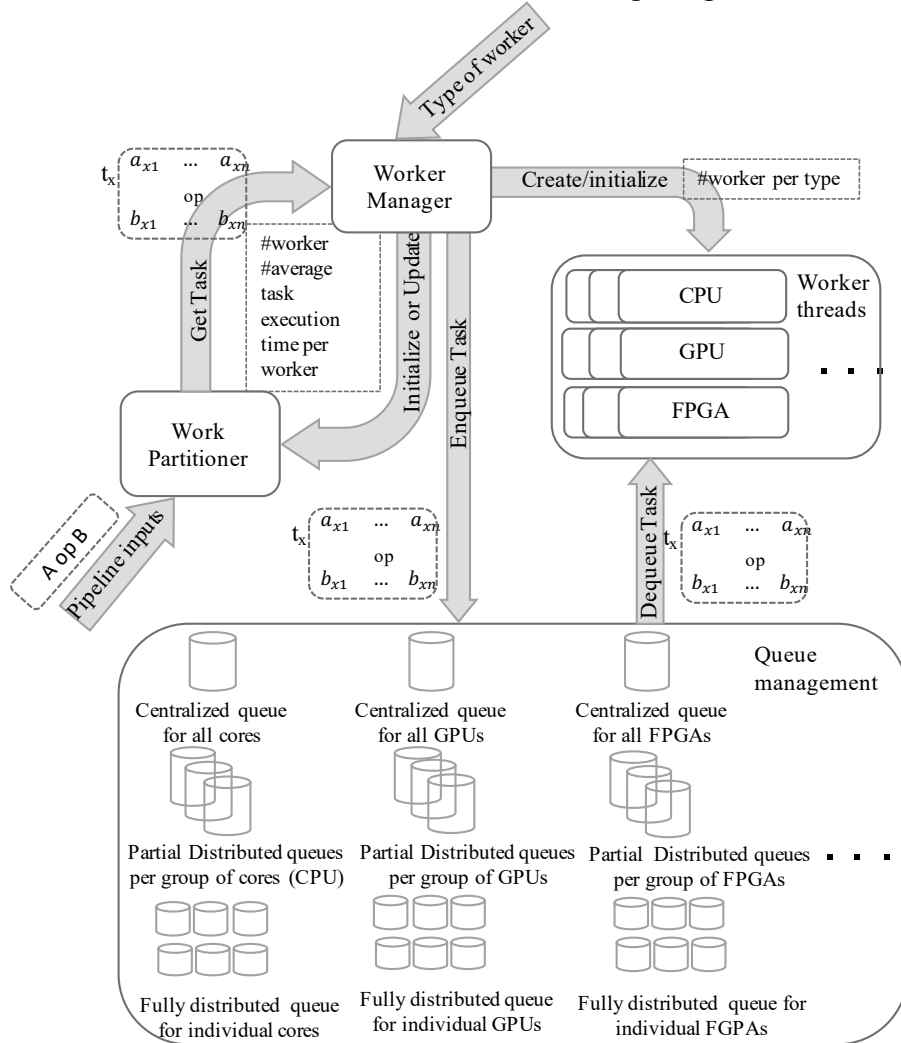 Type of worker
t_x
a_x1 ... a_xn
op
b_x1 ... b_xn
Worker
Manager
Create/initialize
#worker per type
#worker
#average
task
execution
time per
worker
Get Task
Initialize or Update
Enqueue Task
Worker
threads
CPU
GPU
FPGA
. . .
Work
Partitioner
A op B
Pipeline inputs
t_x
a_x1 ... a_xn
op
b_x1 ... b_xn
Dequeue Task
t_x
a_x1 ... a_xn
op
b_x1 ... b_xn
Queue
management
Centralized queue
for all cores
Centralized queue
for all GPUs
Centralized queue
for all FPGAs
Partial Distributed queues
per group of cores (CPU)
Partial Distributed queues
per group of GPUs
Partial Distributed queues
per group of FPGAs
. . . .
Fully distributed queue
for individual cores
Fully distributed queue
for individual GPUs
Fully distributed queue for
individual FGPAs